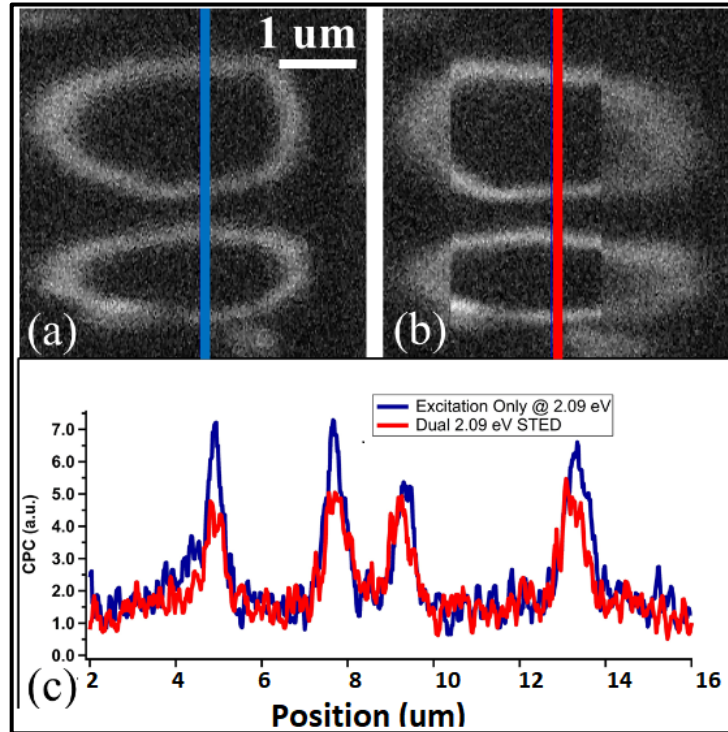 1 um
(a)
(b)
Excitation Only @ 2.09 eV
Dual 2.09 eV STED
7.0
6.0
5.0
4.0
3.0
2.0
1.0
0.0
CPC (a.u.)
(c)
2 4 6 8 10 12 14 16
Position (um)